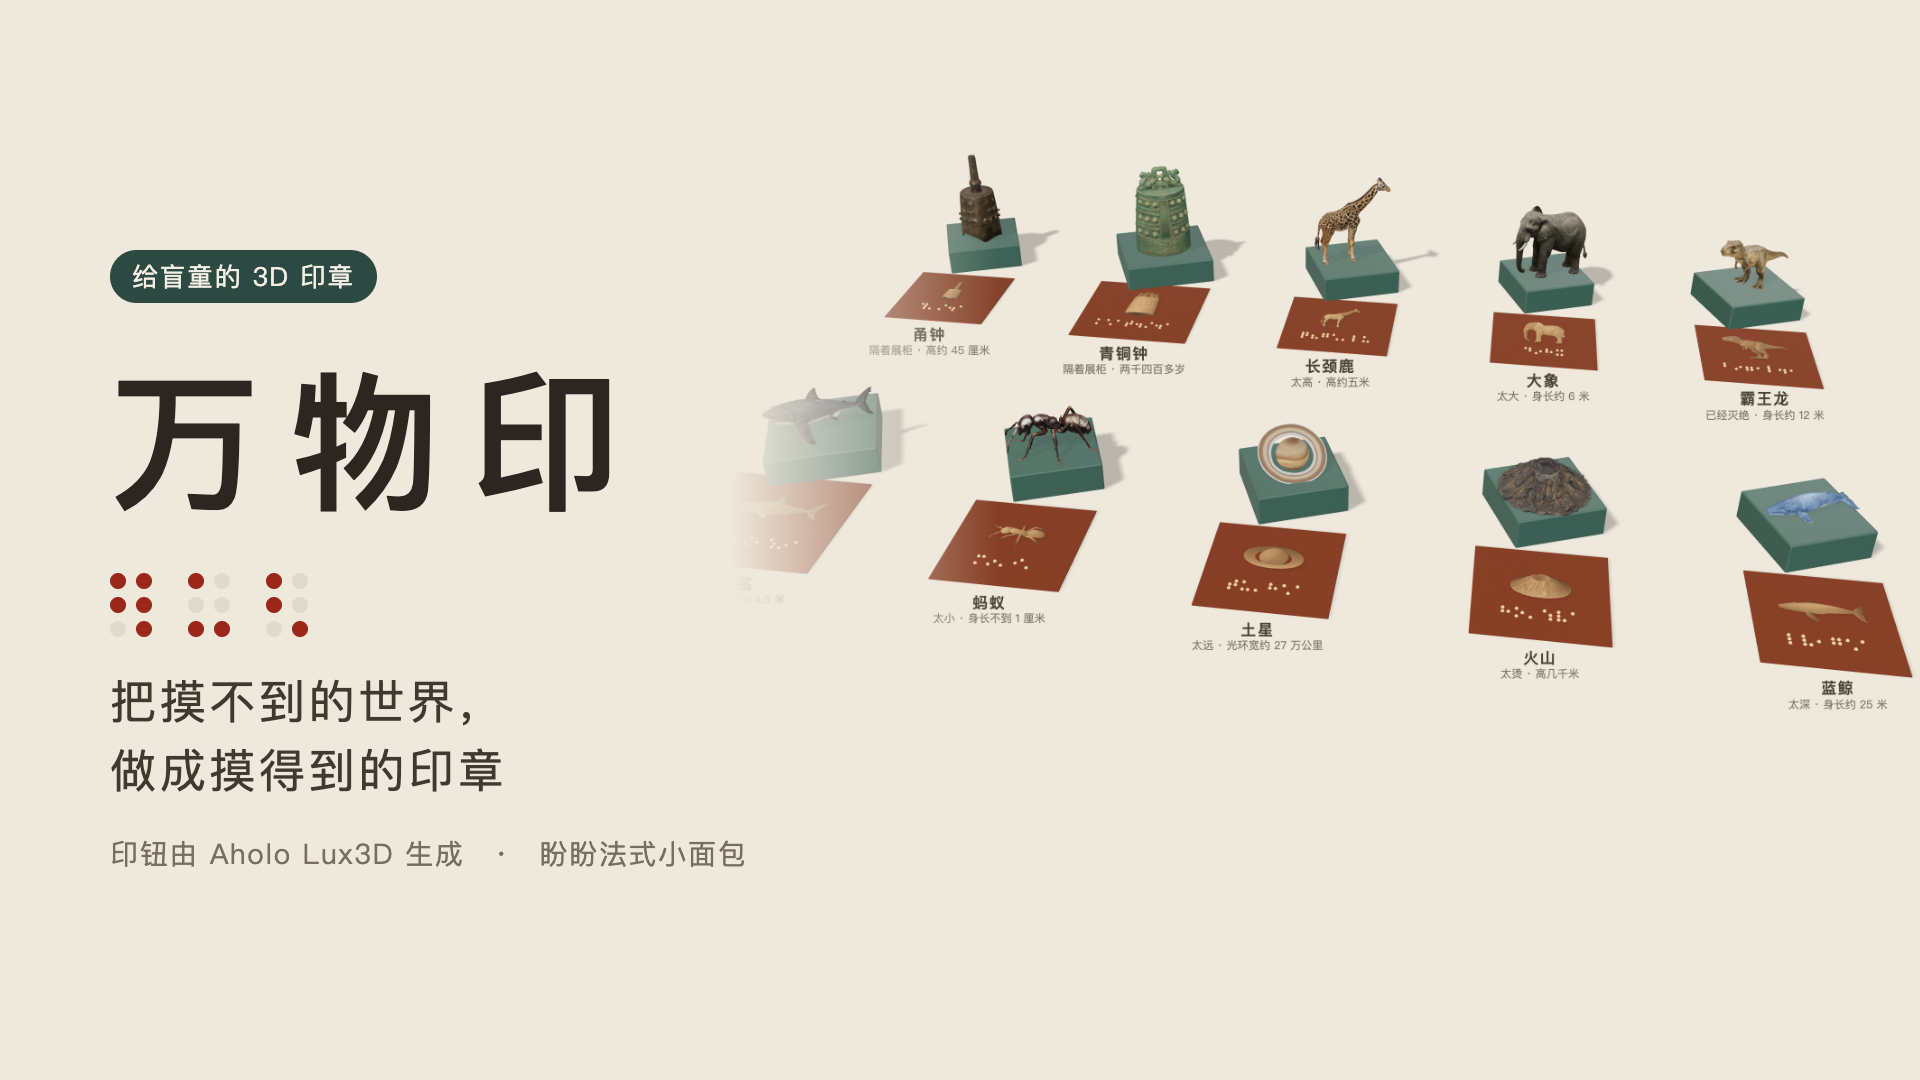 给盲童的 3D 印章
万物印
把摸不到的世界，
做成摸得到的印章
印钮由 Aholo Lux3D 生成 · 盼盼法式小面包
甬钟
隔着展柜 · 高约 45 厘米
青铜钟
隔着展柜 · 两千四百多岁
长颈鹿
太高 · 高约五米
大象
太大 · 身长约 6 米
霸王龙
已经灭绝 · 身长约 12 米
鲨
4.5 米
蚂蚁
太小 · 身长不到 1 厘米
土星
太远 · 光环宽约 27 万公里
火山
太烫 · 高几千米
蓝鲸
太深 · 身长约 25 米